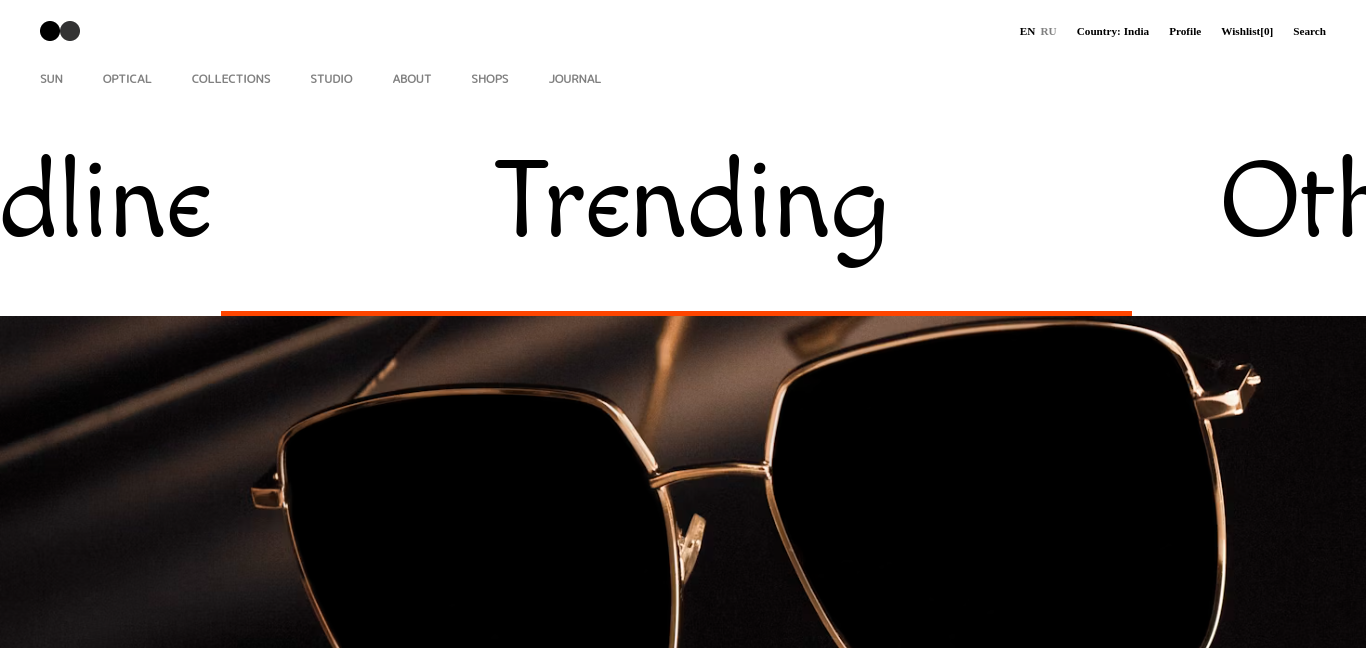 EN RU Country: India Profile Wishlist[0] Search
SUN OPTICAL COLLECTIONS STUDIO ABOUT SHOPS JOURNAL
dline Trending Oth